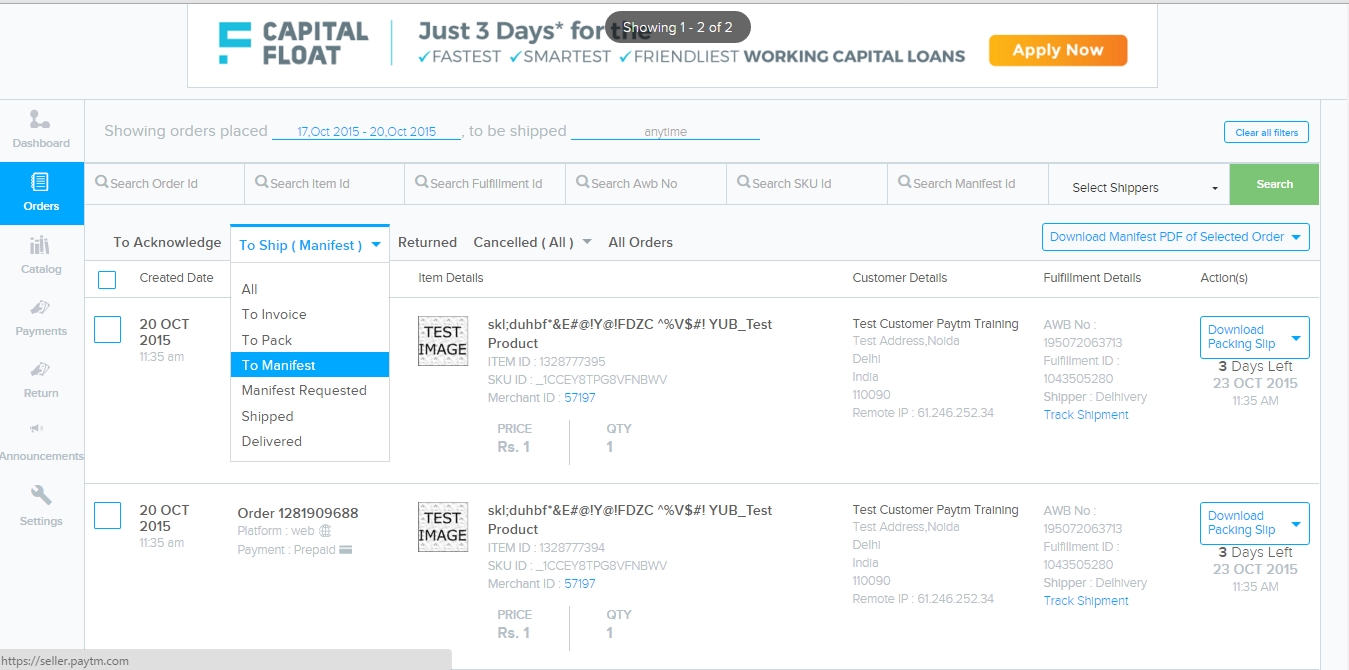 CAPITAL
FLOAT
Just 3 Days* for the
Showing 1 - 2 of 2
✓FASTEST ✓SMARTEST ✓FRIENDLIEST WORKING CAPITAL LOANS
Apply Now
Showing orders placed 17,Oct 2015 - 20,Oct 2015, to be shipped anytime
Clear all filters
Dashboard
Orders
Catalog
Payments
Return
Announcements
Settings
Search Order Id Search Item Id Search Fulfillment Id Search Awb No Search SKU Id Search Manifest Id Select Shippers Search
To Acknowledge To Ship ( Manifest ) Returned Cancelled ( All ) All Orders
Download Manifest PDF of Selected Order
All
To Invoice
To Pack
To Manifest
Manifest Requested
Shipped
Delivered
Created Date Item Details Customer Details Fulfillment Details Action(s)
20 OCT
2015
11:35 am
TEST
IMAGE
skl;duhbf*&E#@!Y@!FDZC ^%V$#! YUB_Test
Product
ITEM ID : 1328777395
SKU ID : _1CCEY8TPG8VFNBWV
Merchant ID : 57197
PRICE QTY
Rs. 1 1
Test Customer Paytm Training
Test Address,Noida
Delhi
India
110090
Remote IP : 61.246.252.34
AWB No :
195072063713
Fulfillment ID :
1043505280
Shipper : Delhivery
Track Shipment
Download
Packing Slip
3 Days Left
23 OCT 2015
11:35 AM
20 OCT
2015
11:35 am
Order 1281909688
Platform : web
Payment : Prepaid
TEST
IMAGE
skl;duhbf*&E#@!Y@!FDZC ^%V$#! YUB_Test
Product
ITEM ID : 1328777394
SKU ID : _1CCEY8TPG8VFNBWV
Merchant ID : 57197
PRICE QTY
Rs. 1 1
Test Customer Paytm Training
Test Address,Noida
Delhi
India
110090
Remote IP : 61.246.252.34
AWB No :
195072063713
Fulfillment ID :
1043505280
Shipper : Delhivery
Track Shipment
Download
Packing Slip
3 Days Left
23 OCT 2015
11:35 AM
https://seller.paytm.com